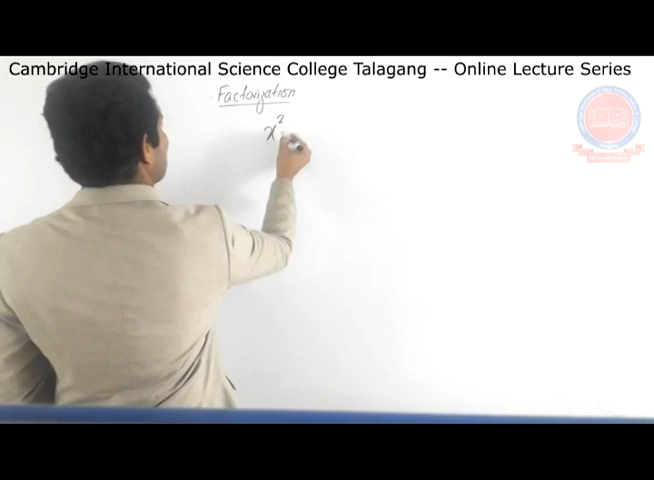 Cambridge International Science College Talagang -- Online Lecture Series
Factorization
x²